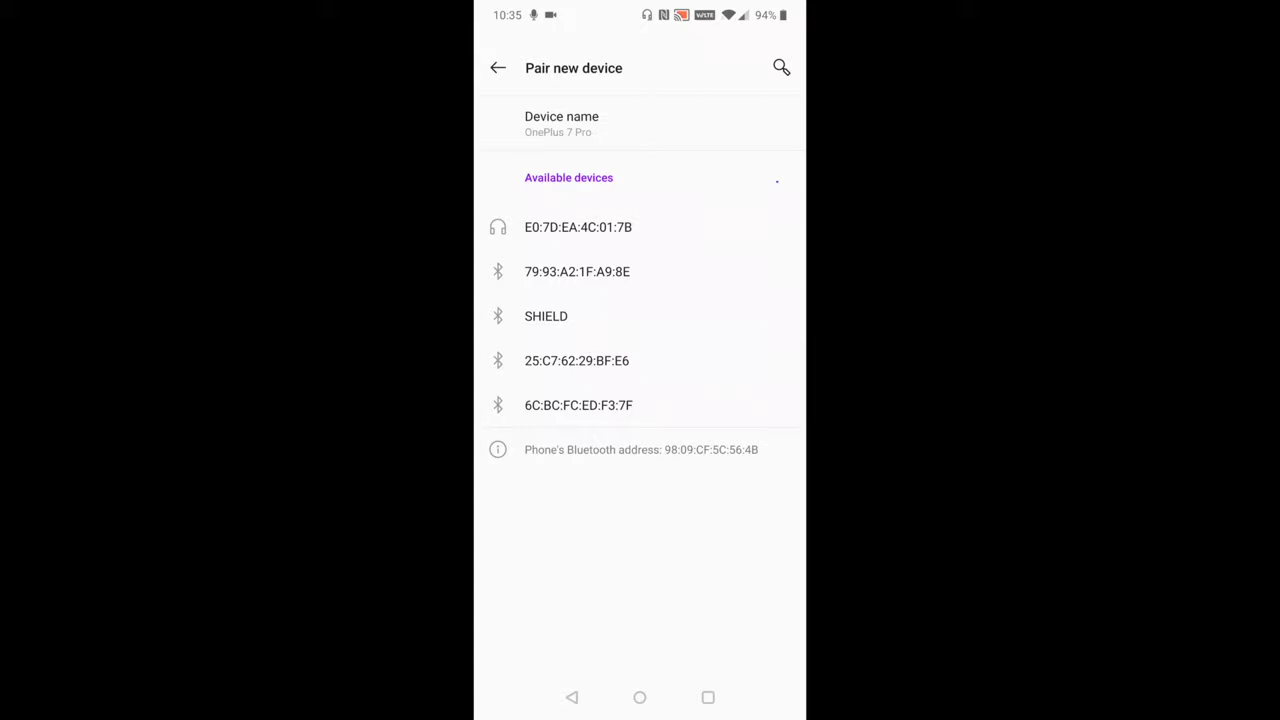 10:35 VoLTE 94%
Pair new device
Device name
OnePlus 7 Pro
Available devices
E0:7D:EA:4C:01:7B
79:93:A2:1F:A9:8E
SHIELD
25:C7:62:29:BF:E6
6C:BC:FC:ED:F3:7F
Phone's Bluetooth address: 98:09:CF:5C:56:4B